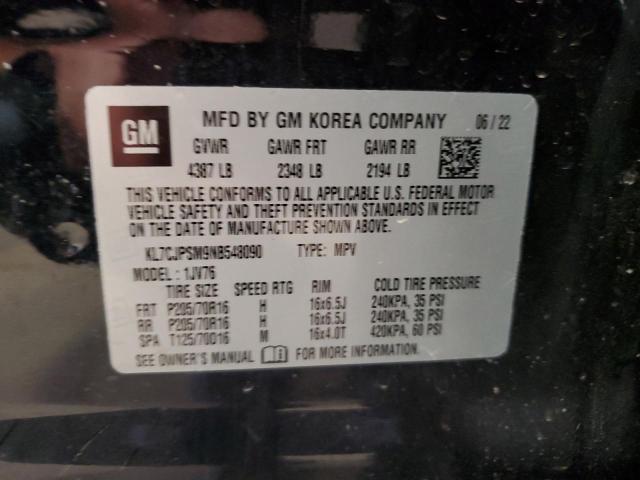 GM MFD BY GM KOREA COMPANY 06/22
GVWR GAWR FRT GAWR RR
4387 LB 2348 LB 2194 LB
THIS VEHICLE CONFORMS TO ALL APPLICABLE U.S. FEDERAL MOTOR
VEHICLE SAFETY AND THEFT PREVENTION STANDARDS IN EFFECT
ON THE DATE OF MANUFACTURE SHOWN ABOVE.
KL7CJPSM9NB548090 TYPE: MPV
MODEL: 1JV76
TIRE SIZE SPEED RTG RIM COLD TIRE PRESSURE
FRT P205/70R16 H 16x6.5J 240KPA, 35 PSI
RR P205/70R16 H 16x6.5J 240KPA, 35 PSI
SPA T125/70D16 M 16x4.0T 420KPA, 60 PSI
SEE OWNER'S MANUAL FOR MORE INFORMATION.